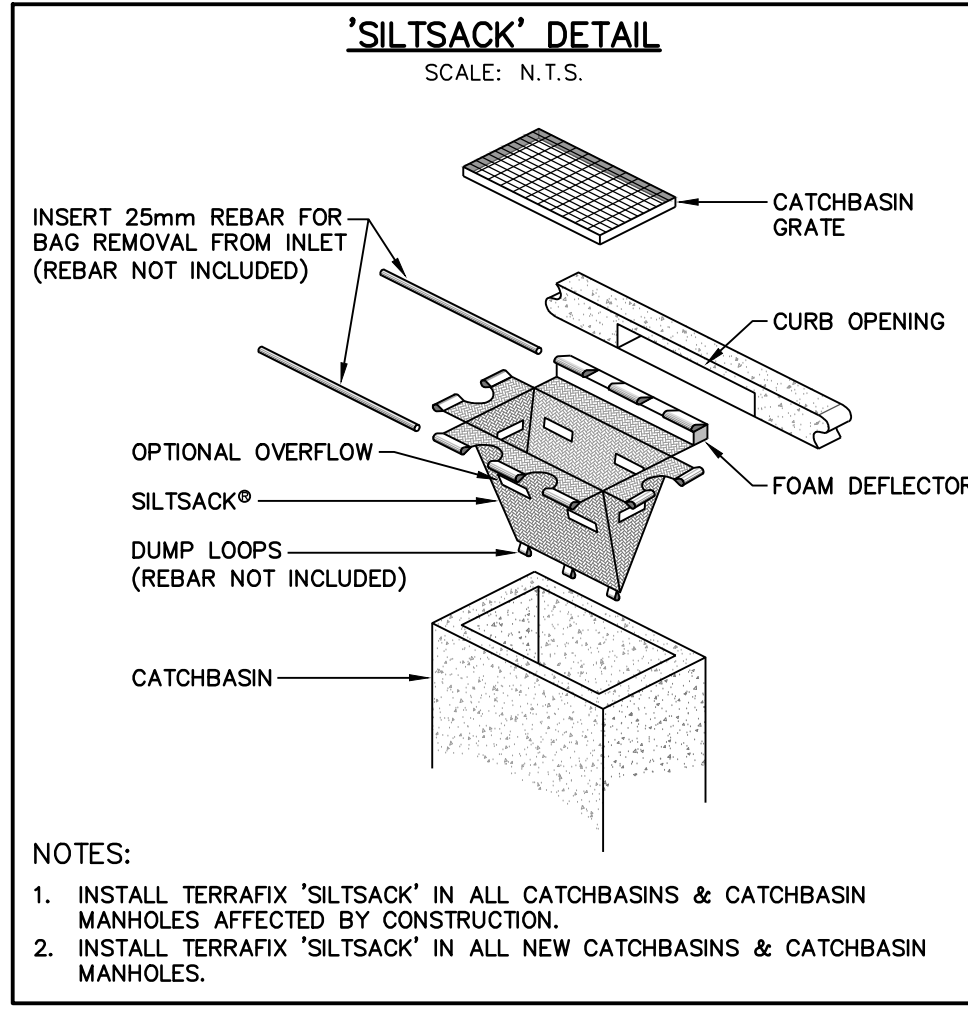 'SILTSACK' DETAIL
SCALE: N.T.S.
CATCHBASIN
GRATE
INSERT 25mm REBAR FOR
BAG REMOVAL FROM INLET
(REBAR NOT INCLUDED)
CURB OPENING
OPTIONAL OVERFLOW
FOAM DEFLECTOR
SILTSACK®
DUMP LOOPS
(REBAR NOT INCLUDED)
CATCHBASIN
NOTES:
1. INSTALL TERRAFIX 'SILTSACK' IN ALL CATCHBASINS & CATCHBASIN
MANHOLES AFFECTED BY CONSTRUCTION.
2. INSTALL TERRAFIX 'SILTSACK' IN ALL NEW CATCHBASINS & CATCHBASIN
MANHOLES.